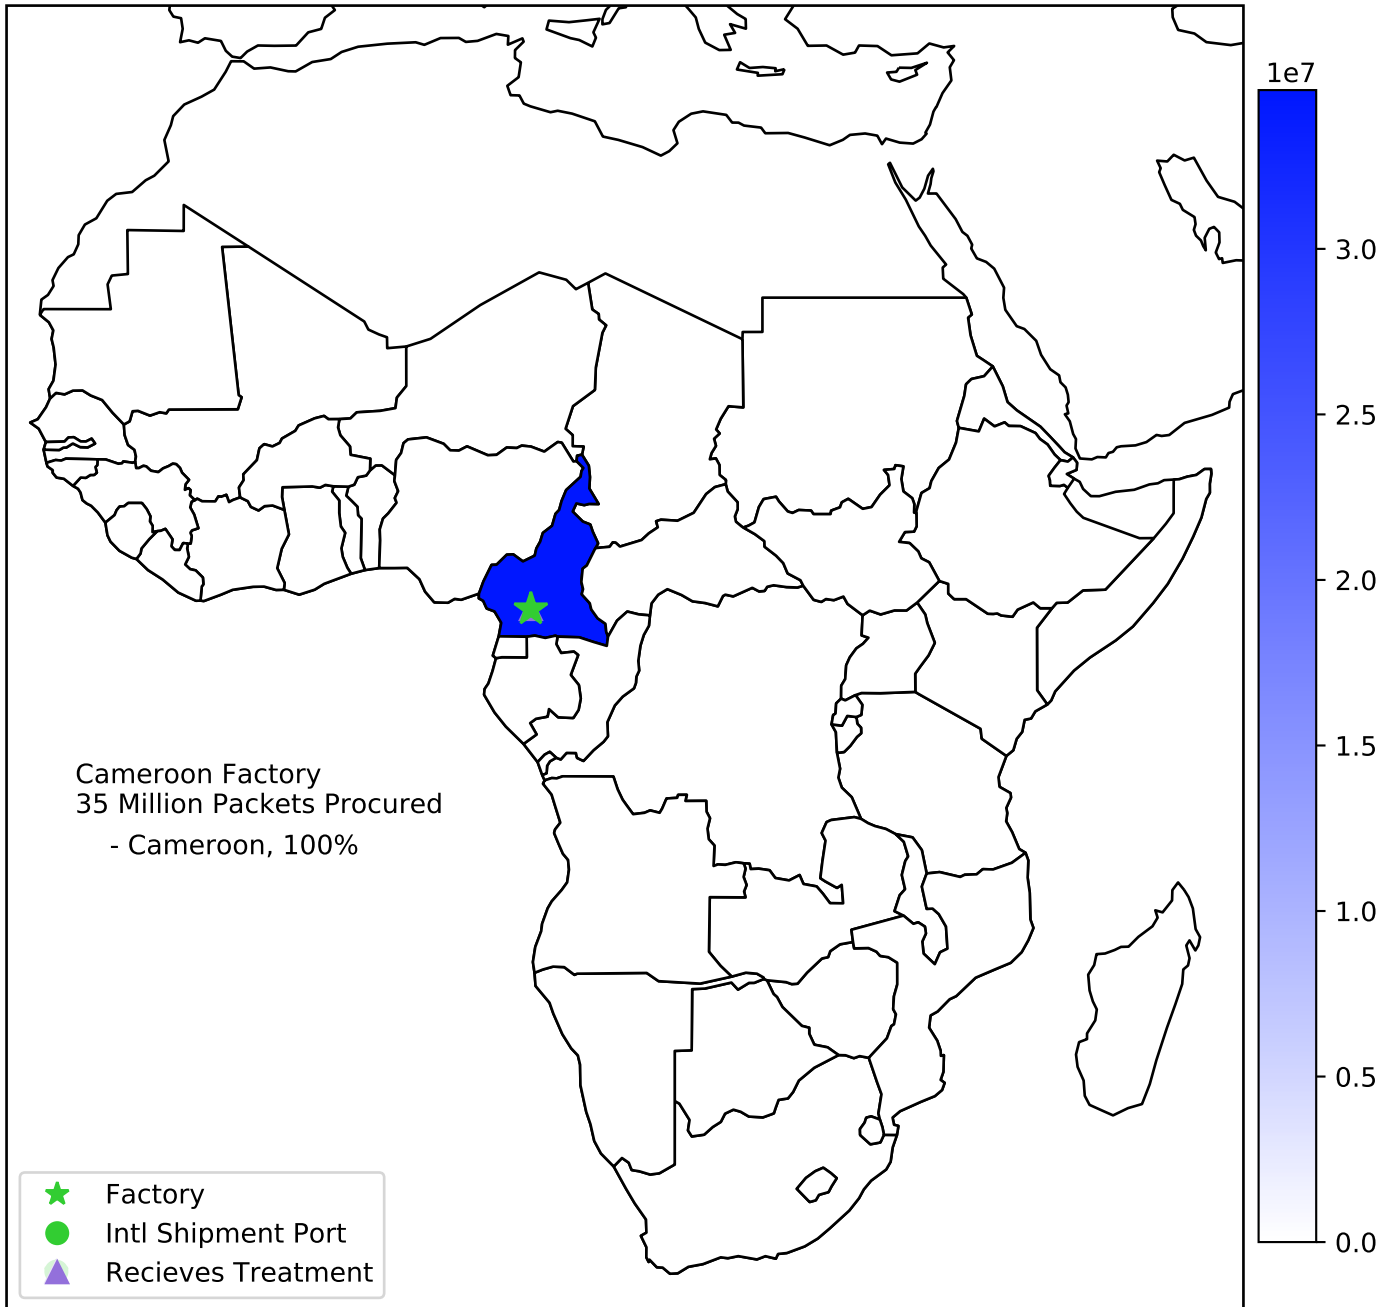 1e7
3.0
2.5
2.0
1.5
1.0
0.5
0.0
Cameroon Factory
35 Million Packets Procured
- Cameroon, 100%
Factory
Intl Shipment Port
Recieves Treatment